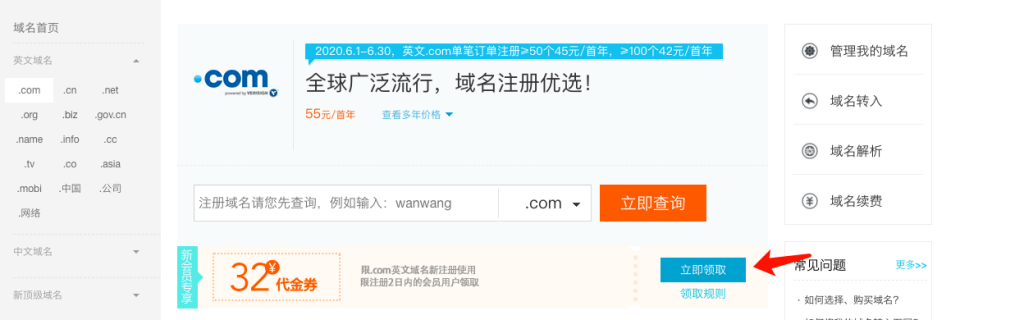 域名首页
英文域名
.com .cn .net
.org .biz .gov.cn
.name .info .cc
.tv .co .asia
.mobi .中国 .公司
.网络
中文域名
新顶级域名
2020.6.1-6.30，英文.com单笔订单注册≥50个45元/首年，≥100个42元/首年
.com
powered by VERISIGN
全球广泛流行，域名注册优选！
55元/首年 查看多年价格
注册域名请您先查询，例如输入：wanwang .com 立即查询
新会员专享
32¥代金券
限.com英文域名新注册使用
限注册2日内的会员用户领取
立即领取
领取规则
管理我的域名
域名转入
域名解析
域名续费
常见问题 更多>>
· 如何选择、购买域名?